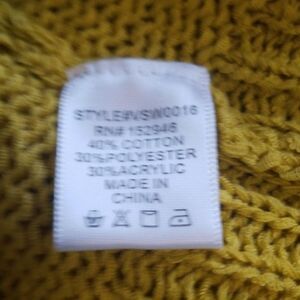 STYLE#VSW0016
RN# 152946
40% COTTON
30%POLYESTER
30%ACRYLIC
MADE IN
CHINA